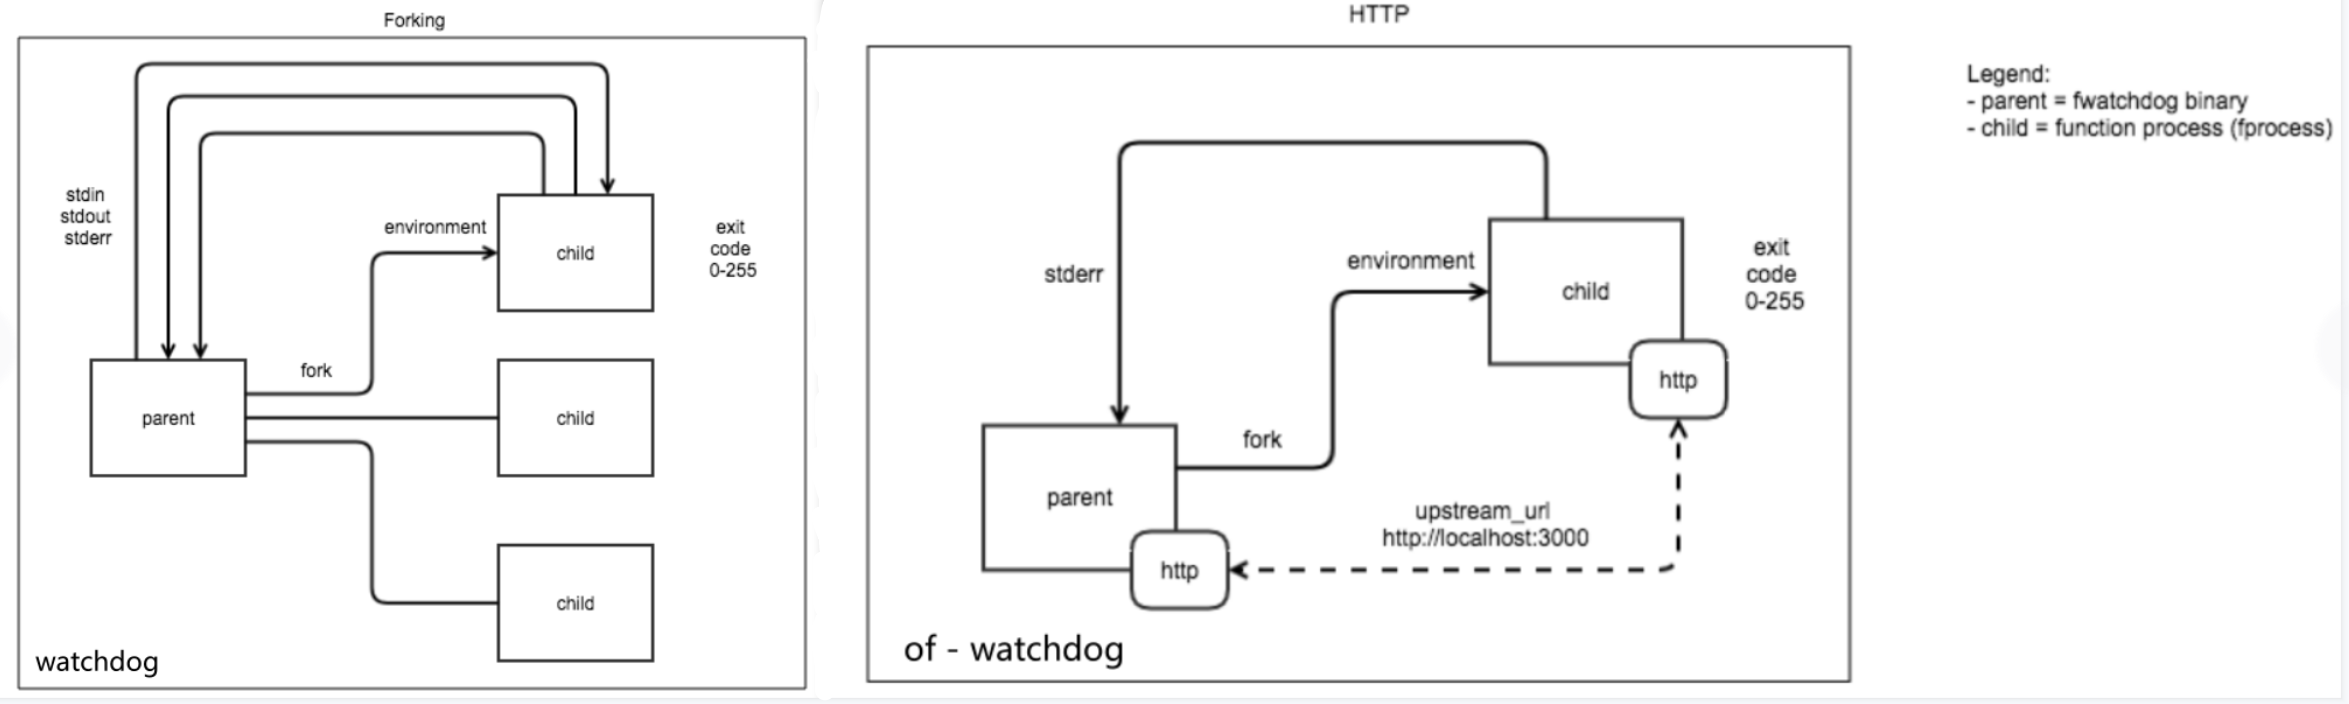 Forking
stdin
stdout
stderr
environment
child
exit
code
0-255
fork
parent
child
child
watchdog
HTTP
stderr
environment
child
exit
code
0-255
http
fork
parent
upstream_url
http://localhost:3000
http
of - watchdog
Legend:
- parent = fwatchdog binary
- child = function process (fprocess)